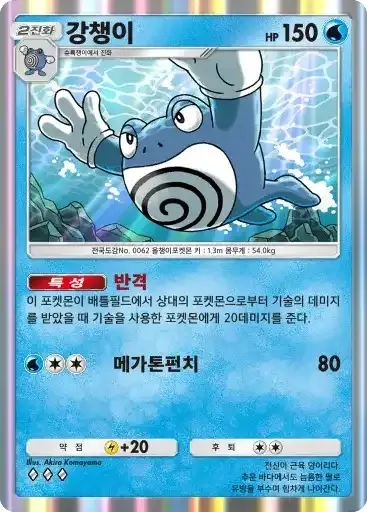 2진화 강챙이 HP 150
슈륙챙이에서 진화
전국도감No. 0062 올챙이포켓몬 키 : 1.3m 몸무게 : 54.0kg
특성 반격
이 포켓몬이 배틀필드에서 상대의 포켓몬으로부터 기술의 데미지
를 받았을 때 기술을 사용한 포켓몬에게 20데미지를 준다.
메가톤펀치 80
약점 +20 후퇴
Illus. Akira Komayama
전신이 근육 덩어리다.
추운 바다에서도 늠름한 팔로
유빙을 부수며 힘차게 나아간다.